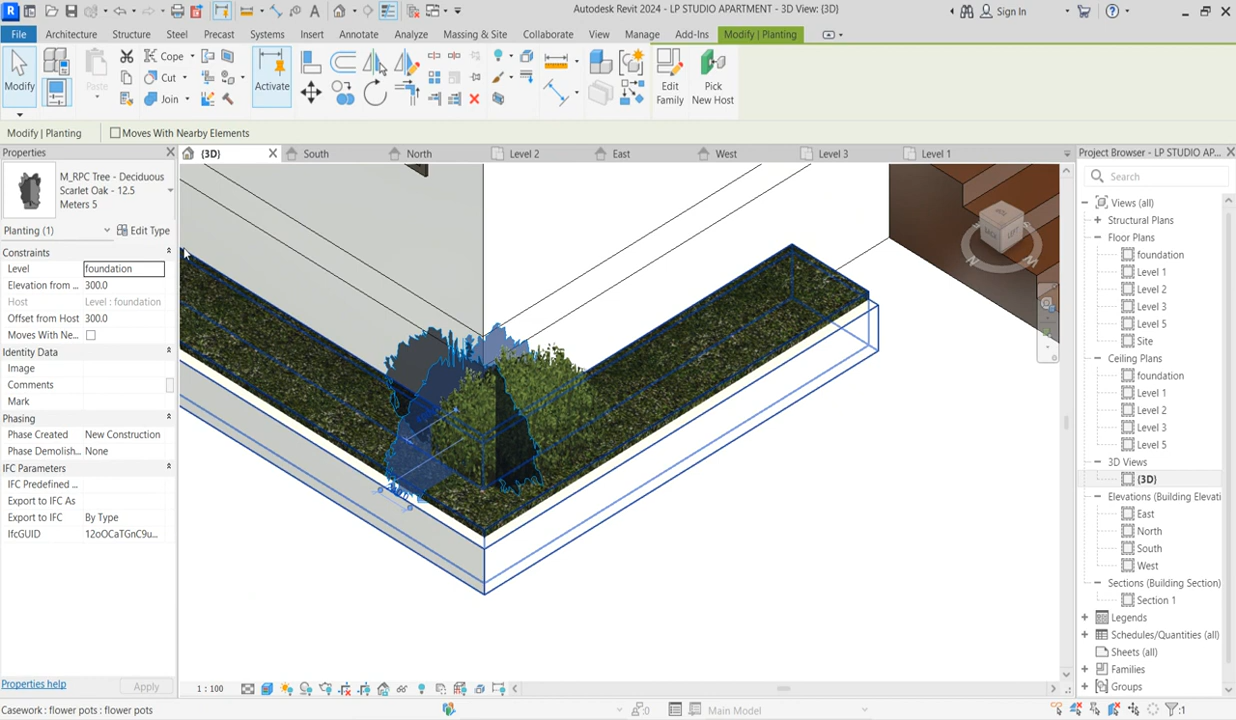 Autodesk Revit 2024 - LP STUDIO APARTMENT - 3D View: {3D}
Sign In
File Architecture Structure Steel Precast Systems Insert Annotate Analyze Massing & Site Collaborate View Manage Add-Ins Modify | Planting
Modify
Paste
Cope
Cut
Join
Activate
Edit Family
Pick New Host
Modify | Planting
Moves With Nearby Elements
Properties
{3D}
South
North
Level 2
East
West
Level 3
Level 1
Project Browser - LP STUDIO AP...
M_RPC Tree - Deciduous
Scarlet Oak - 12.5
Meters 5
Planting (1)
Edit Type
Constraints
Level foundation
Elevation from ... 300.0
Host Level : foundation
Offset from Host 300.0
Moves With Ne...
Identity Data
Image
Comments
Mark
Phasing
Phase Created New Construction
Phase Demolish... None
IFC Parameters
IFC Predefined ...
Export to IFC As
Export to IFC By Type
IfcGUID 12oOCaTGnC9u...
Properties help
Apply
Search
Views (all)
Structural Plans
Floor Plans
foundation
Level 1
Level 2
Level 3
Level 5
Site
Ceiling Plans
foundation
Level 1
Level 2
Level 3
Level 5
3D Views
{3D}
Elevations (Building Elevati
East
North
South
West
Sections (Building Section)
Section 1
Legends
Schedules/Quantities (all)
Sheets (all)
Families
Groups
1 : 100
Casework : flower pots : flower pots
:0
Main Model
:1